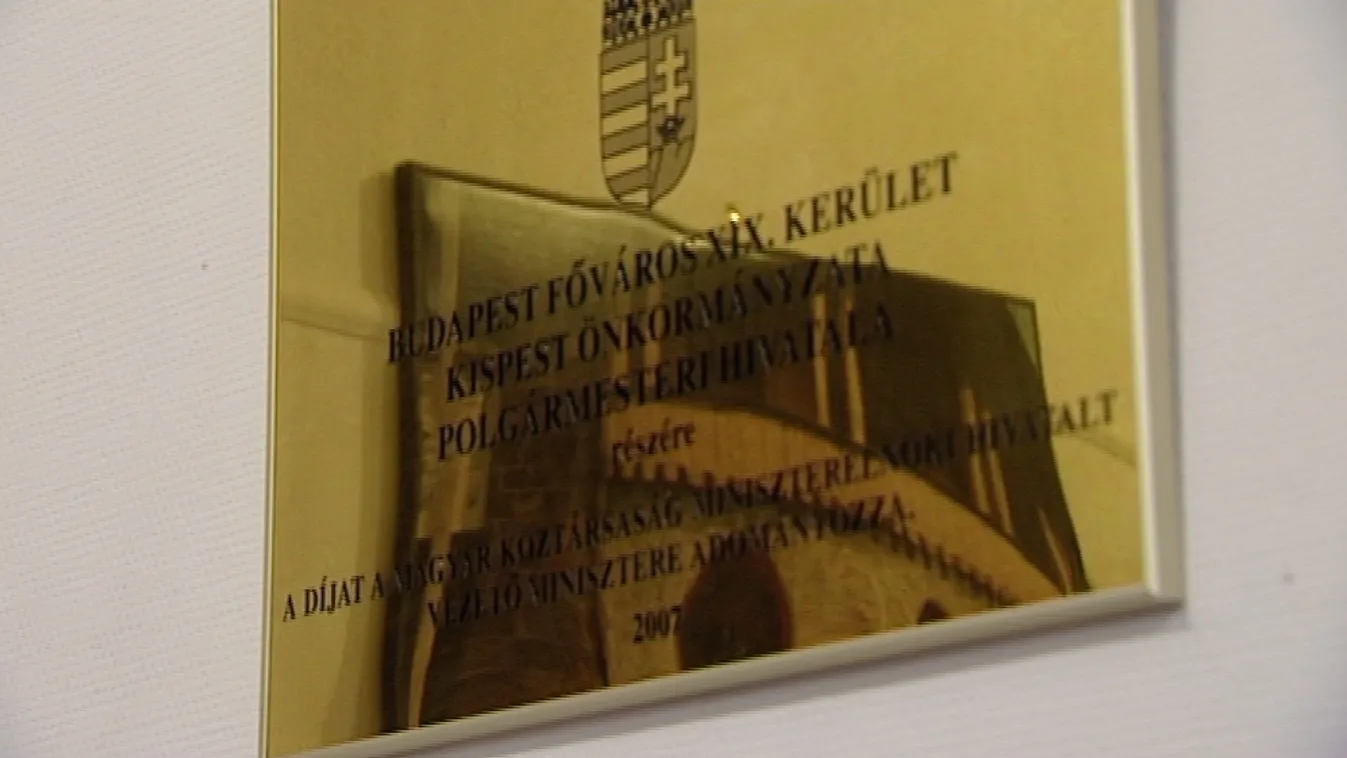 BUDAPEST FŐVÁROS XIX. KERÜLET
KISPEST ÖNKORMÁNYZATA
POLGÁRMESTERI HIVATALA
részére
A DÍJAT A MAGYAR KÖZTÁRSASÁG MINISZTERELNÖKI HIVATALT
VEZETŐ MINISZTERE ADOMÁNYOZZA.
2007